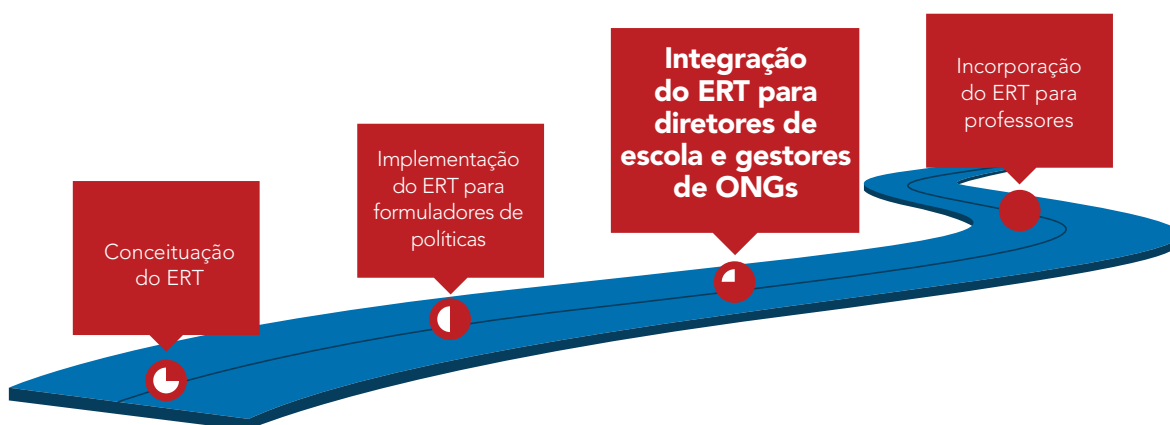 Conceituação
do ERT
Implementação
do ERT para
formuladores de
políticas
Integração
do ERT para
diretores de
escola e gestores
de ONGs
Incorporação
do ERT para
professores